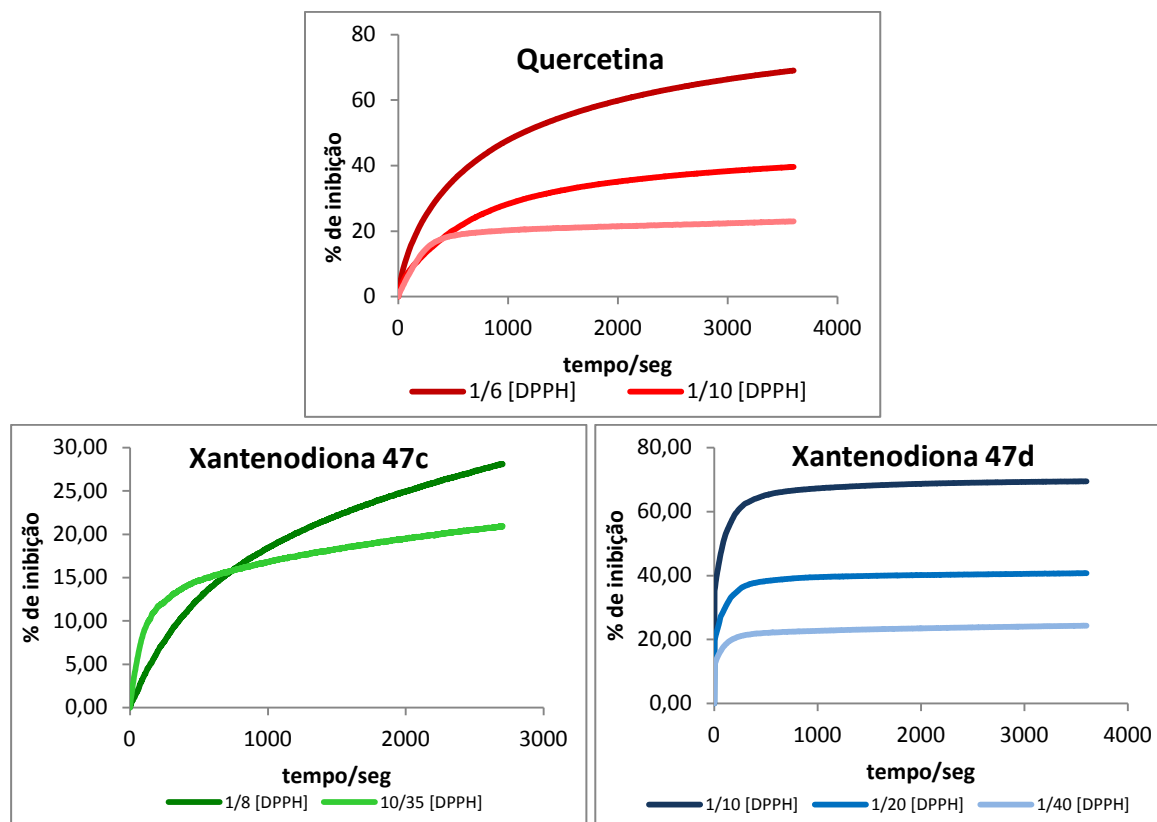 Quercetina
% de inibição
80
60
40
20
0
0 1000 2000 3000 4000
tempo/seg
1/6 [DPPH] 1/10 [DPPH]
Xantenodiona 47c
% de inibição
30,00
25,00
20,00
15,00
10,00
5,00
0,00
0 1000 2000 3000
tempo/seg
1/8 [DPPH] 10/35 [DPPH]
Xantenodiona 47d
% de inibição
80,00
60,00
40,00
20,00
0,00
0 1000 2000 3000 4000
tempo/seg
1/10 [DPPH] 1/20 [DPPH] 1/40 [DPPH]